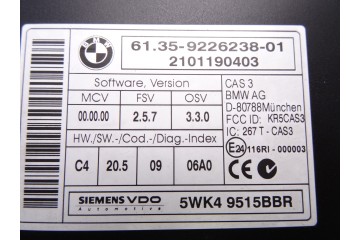 BMW
61.35-9226238-01
2101190403
Software, Version
MCV FSV OSV
00.00.00 2.5.7 3.3.0
HW./SW.-/Cod.-/Diag.-Index
C4 20.5 09 06A0
CAS 3
BMW AG
D-80788München
FCC ID: KR5CAS3
IC: 267 T - CAS3
E24 116RI - 000003
SIEMENS VDO
Automotive
5WK4 9515BBR